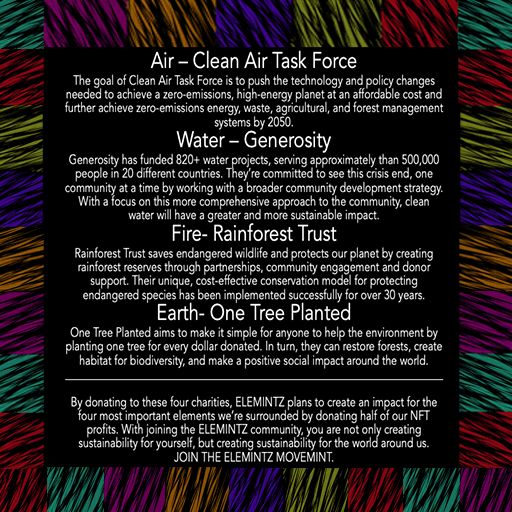 Air – Clean Air Task Force
The goal of Clean Air Task Force is to push the technology and policy changes
needed to achieve a zero-emissions, high-energy planet at an affordable cost and
further achieve zero-emissions energy, waste, agricultural, and forest management
systems by 2050.
Water – Generosity
Generosity has funded 820+ water projects, serving approximately than 500,000
people in 20 different countries. They're committed to see this crisis end, one
community at a time by working with a broader community development strategy.
With a focus on this more comprehensive approach to the community, clean
water will have a greater and more sustainable impact.
Fire- Rainforest Trust
Rainforest Trust saves endangered wildlife and protects our planet by creating
rainforest reserves through partnerships, community engagement and donor
support. Their unique, cost-effective conservation model for protecting
endangered species has been implemented successfully for over 30 years.
Earth- One Tree Planted
One Tree Planted aims to make it simple for anyone to help the environment by
planting one tree for every dollar donated. In turn, they can restore forests, create
habitat for biodiversity, and make a positive social impact around the world.
By donating to these four charities, ELEMINTZ plans to create an impact for the
four most important elements we're surrounded by donating half of our NFT
profits. With joining the ELEMINTZ community, you are not only creating
sustainability for yourself, but creating sustainability for the world around us.
JOIN THE ELEMINTZ MOVEMINT.